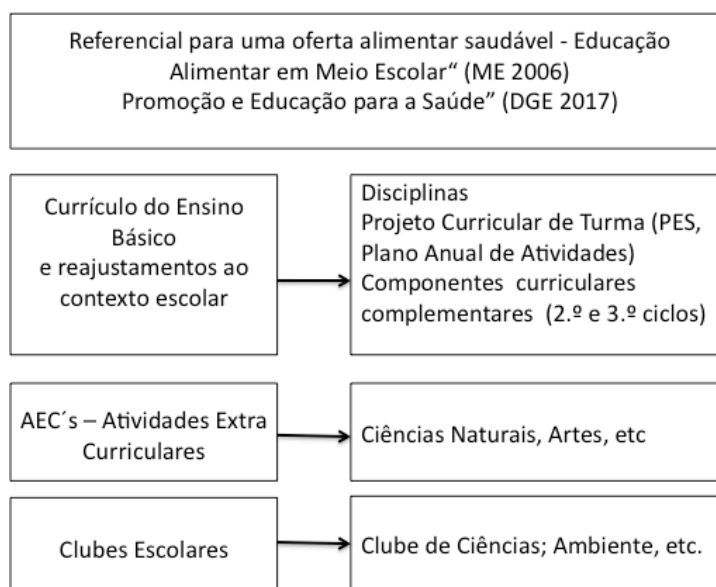 Referencial para uma oferta alimentar saudável - Educação
Alimentar em Meio Escolar“ (ME 2006)
Promoção e Educação para a Saúde” (DGE 2017)
Currículo do Ensino
Básico
e reajustamentos ao
contexto escolar
Disciplinas
Projeto Curricular de Turma (PES,
Plano Anual de Atividades)
Componentes curriculares
complementares (2.º e 3.º ciclos)
AEC´s – Atividades Extra
Curriculares
Ciências Naturais, Artes, etc
Clubes Escolares
Clube de Ciências; Ambiente, etc.